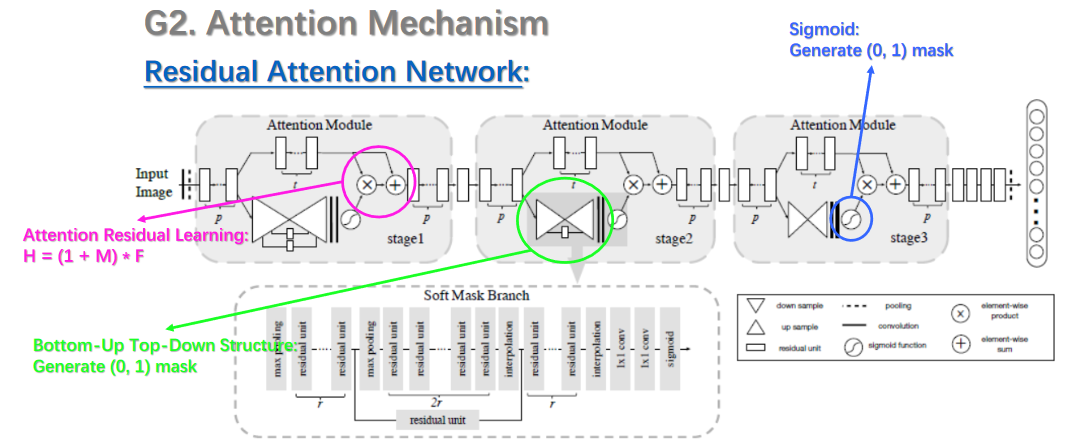 G2. Attention Mechanism
Residual Attention Network:
Sigmoid:
Generate (0, 1) mask
Attention Module
Attention Module
Attention Module
Input
Image
t
t
t
p
p
p
p
p
p
stage1
stage2
stage3
Attention Residual Learning:
H = (1 + M) * F
Bottom-Up Top-Down Structure:
Generate (0, 1) mask
Soft Mask Branch
max pooling
residual unit
residual unit
max pooling
residual unit
residual unit
residual unit
residual unit
interpolation
residual unit
residual unit
interpolation
1x1 conv
1x1 conv
sigmoid
r
2r
r
residual unit
down sample
pooling
element-wise
product
up sample
convolution
residual unit
sigmoid function
element-wise
sum